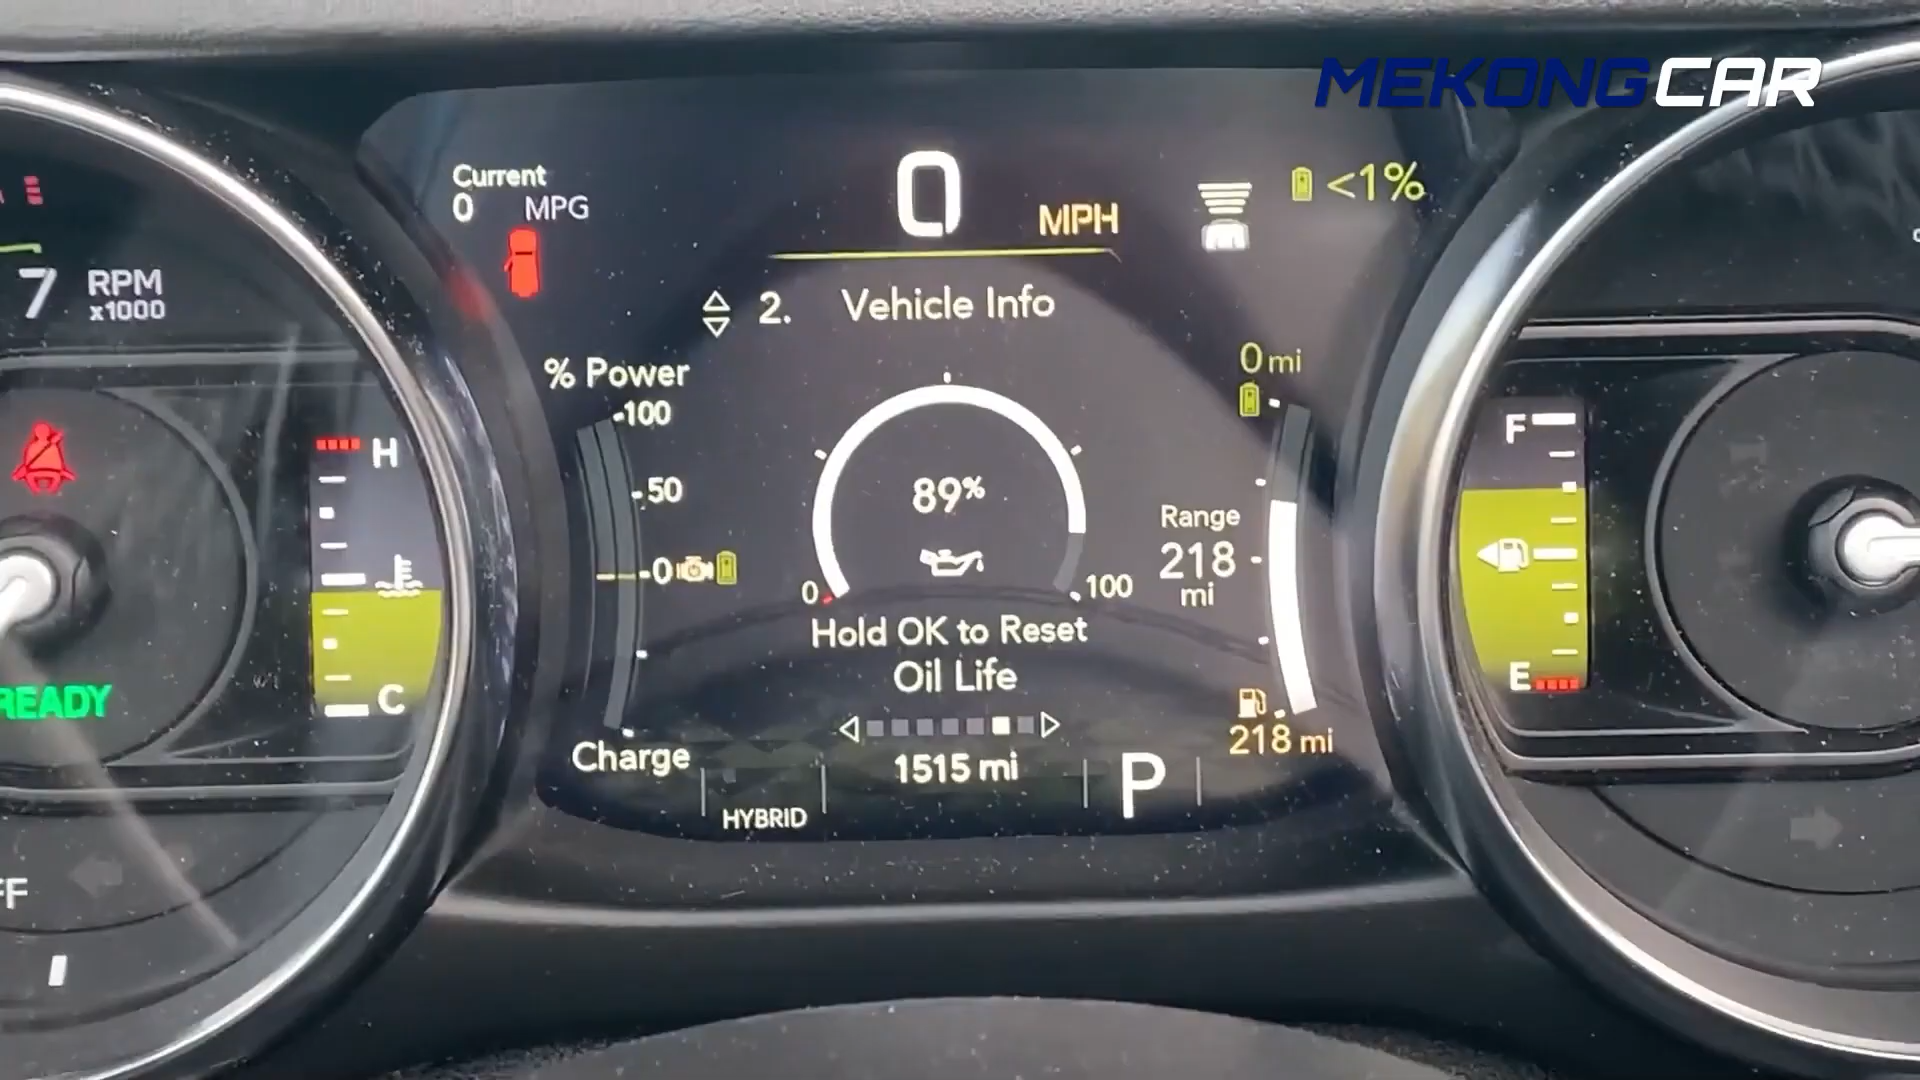 MEKONGCAR
Current
0 MPG
0 MPH
<1%
7 RPM
x1000
2. Vehicle Info
% Power
100
50
0
Charge
89%
0
100
Hold OK to Reset
Oil Life
1515 mi
HYBRID
P
0 mi
Range
218
mi
218 mi
H
C
READY
F
E